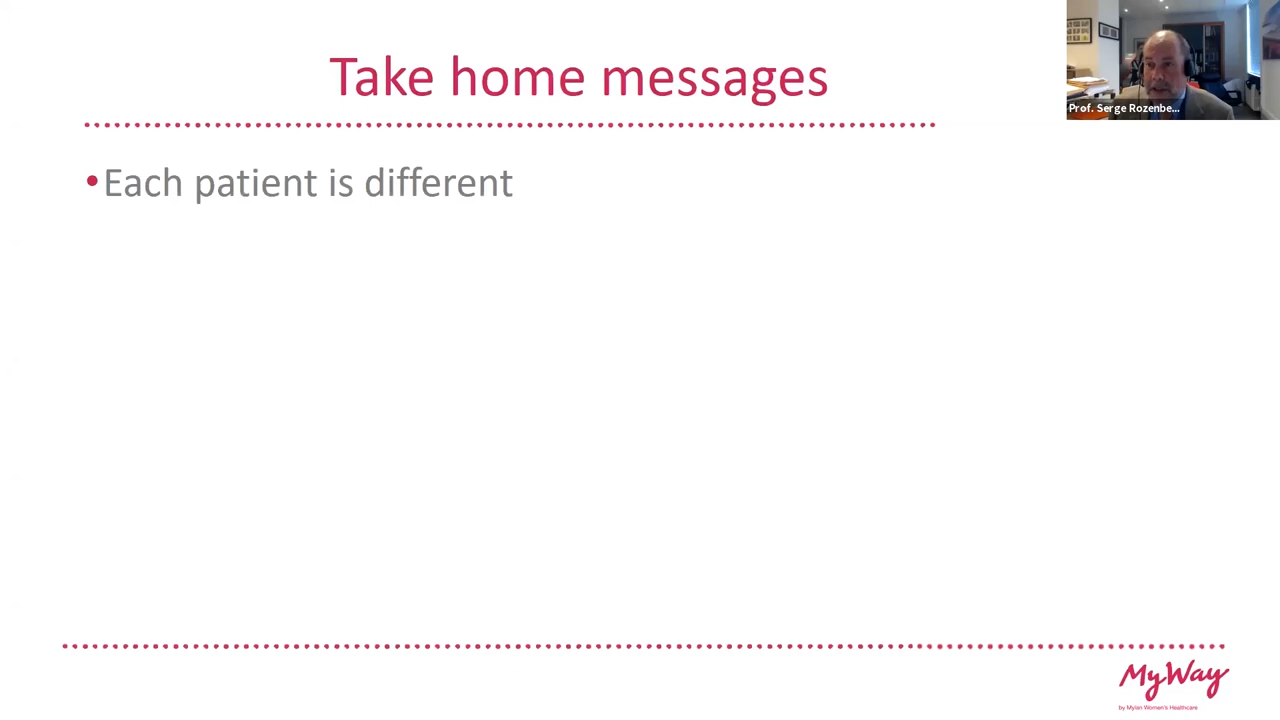 Take home messages
Prof. Serge Rozenbe...
•Each patient is different
MyWay
by Mylan Women's Healthcare